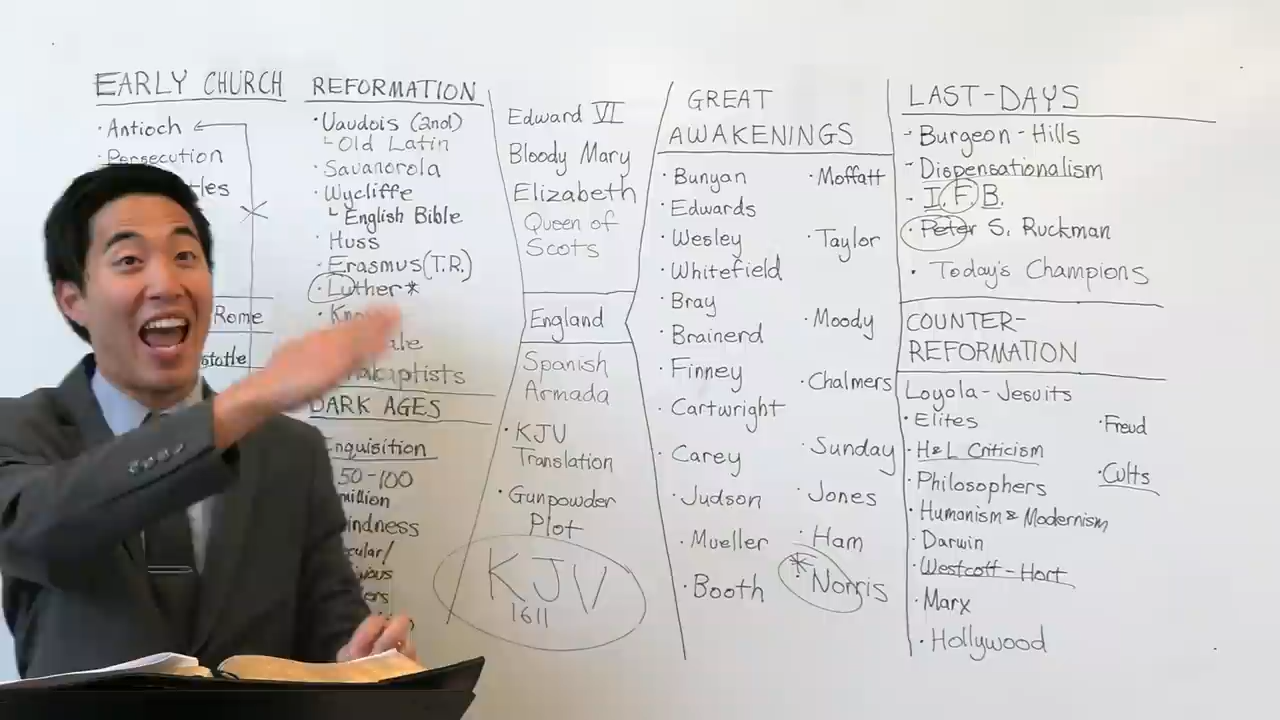 EARLY CHURCH
· Antioch
· Persecution
Rome
REFORMATION
· Vaudois (2nd)
Old Latin
· Savanorola
· Wycliffe
English Bible
· Huss
· Erasmus (T.R.)
· Luther *
DARK AGES
50-100
million
Edward VI
Bloody Mary
Elizabeth
Queen of
Scots
England
Spanish
Armada
· KJV
Translation
· Gunpowder
Plot
KJV
1611
GREAT
AWAKENINGS
· Bunyan
· Edwards
· Wesley
· Whitefield
· Bray
· Brainerd
· Finney
· Cartwright
· Carey
· Judson
· Mueller
· Booth
· Moffatt
· Taylor
· Moody
· Chalmers
· Sunday
· Jones
· Ham
* Norris
LAST-DAYS
- Burgeon - Hills
- Dispensationalism
- I.F.B.
· Peter S. Ruckman
· Today's Champions
COUNTER-
REFORMATION
Loyola - Jesuits
· Elites
· H&L Criticism
· Philosophers
· Humanism & Modernism
· Darwin
· Westcott - Hort
· Marx
· Hollywood
· Freud
· Cults